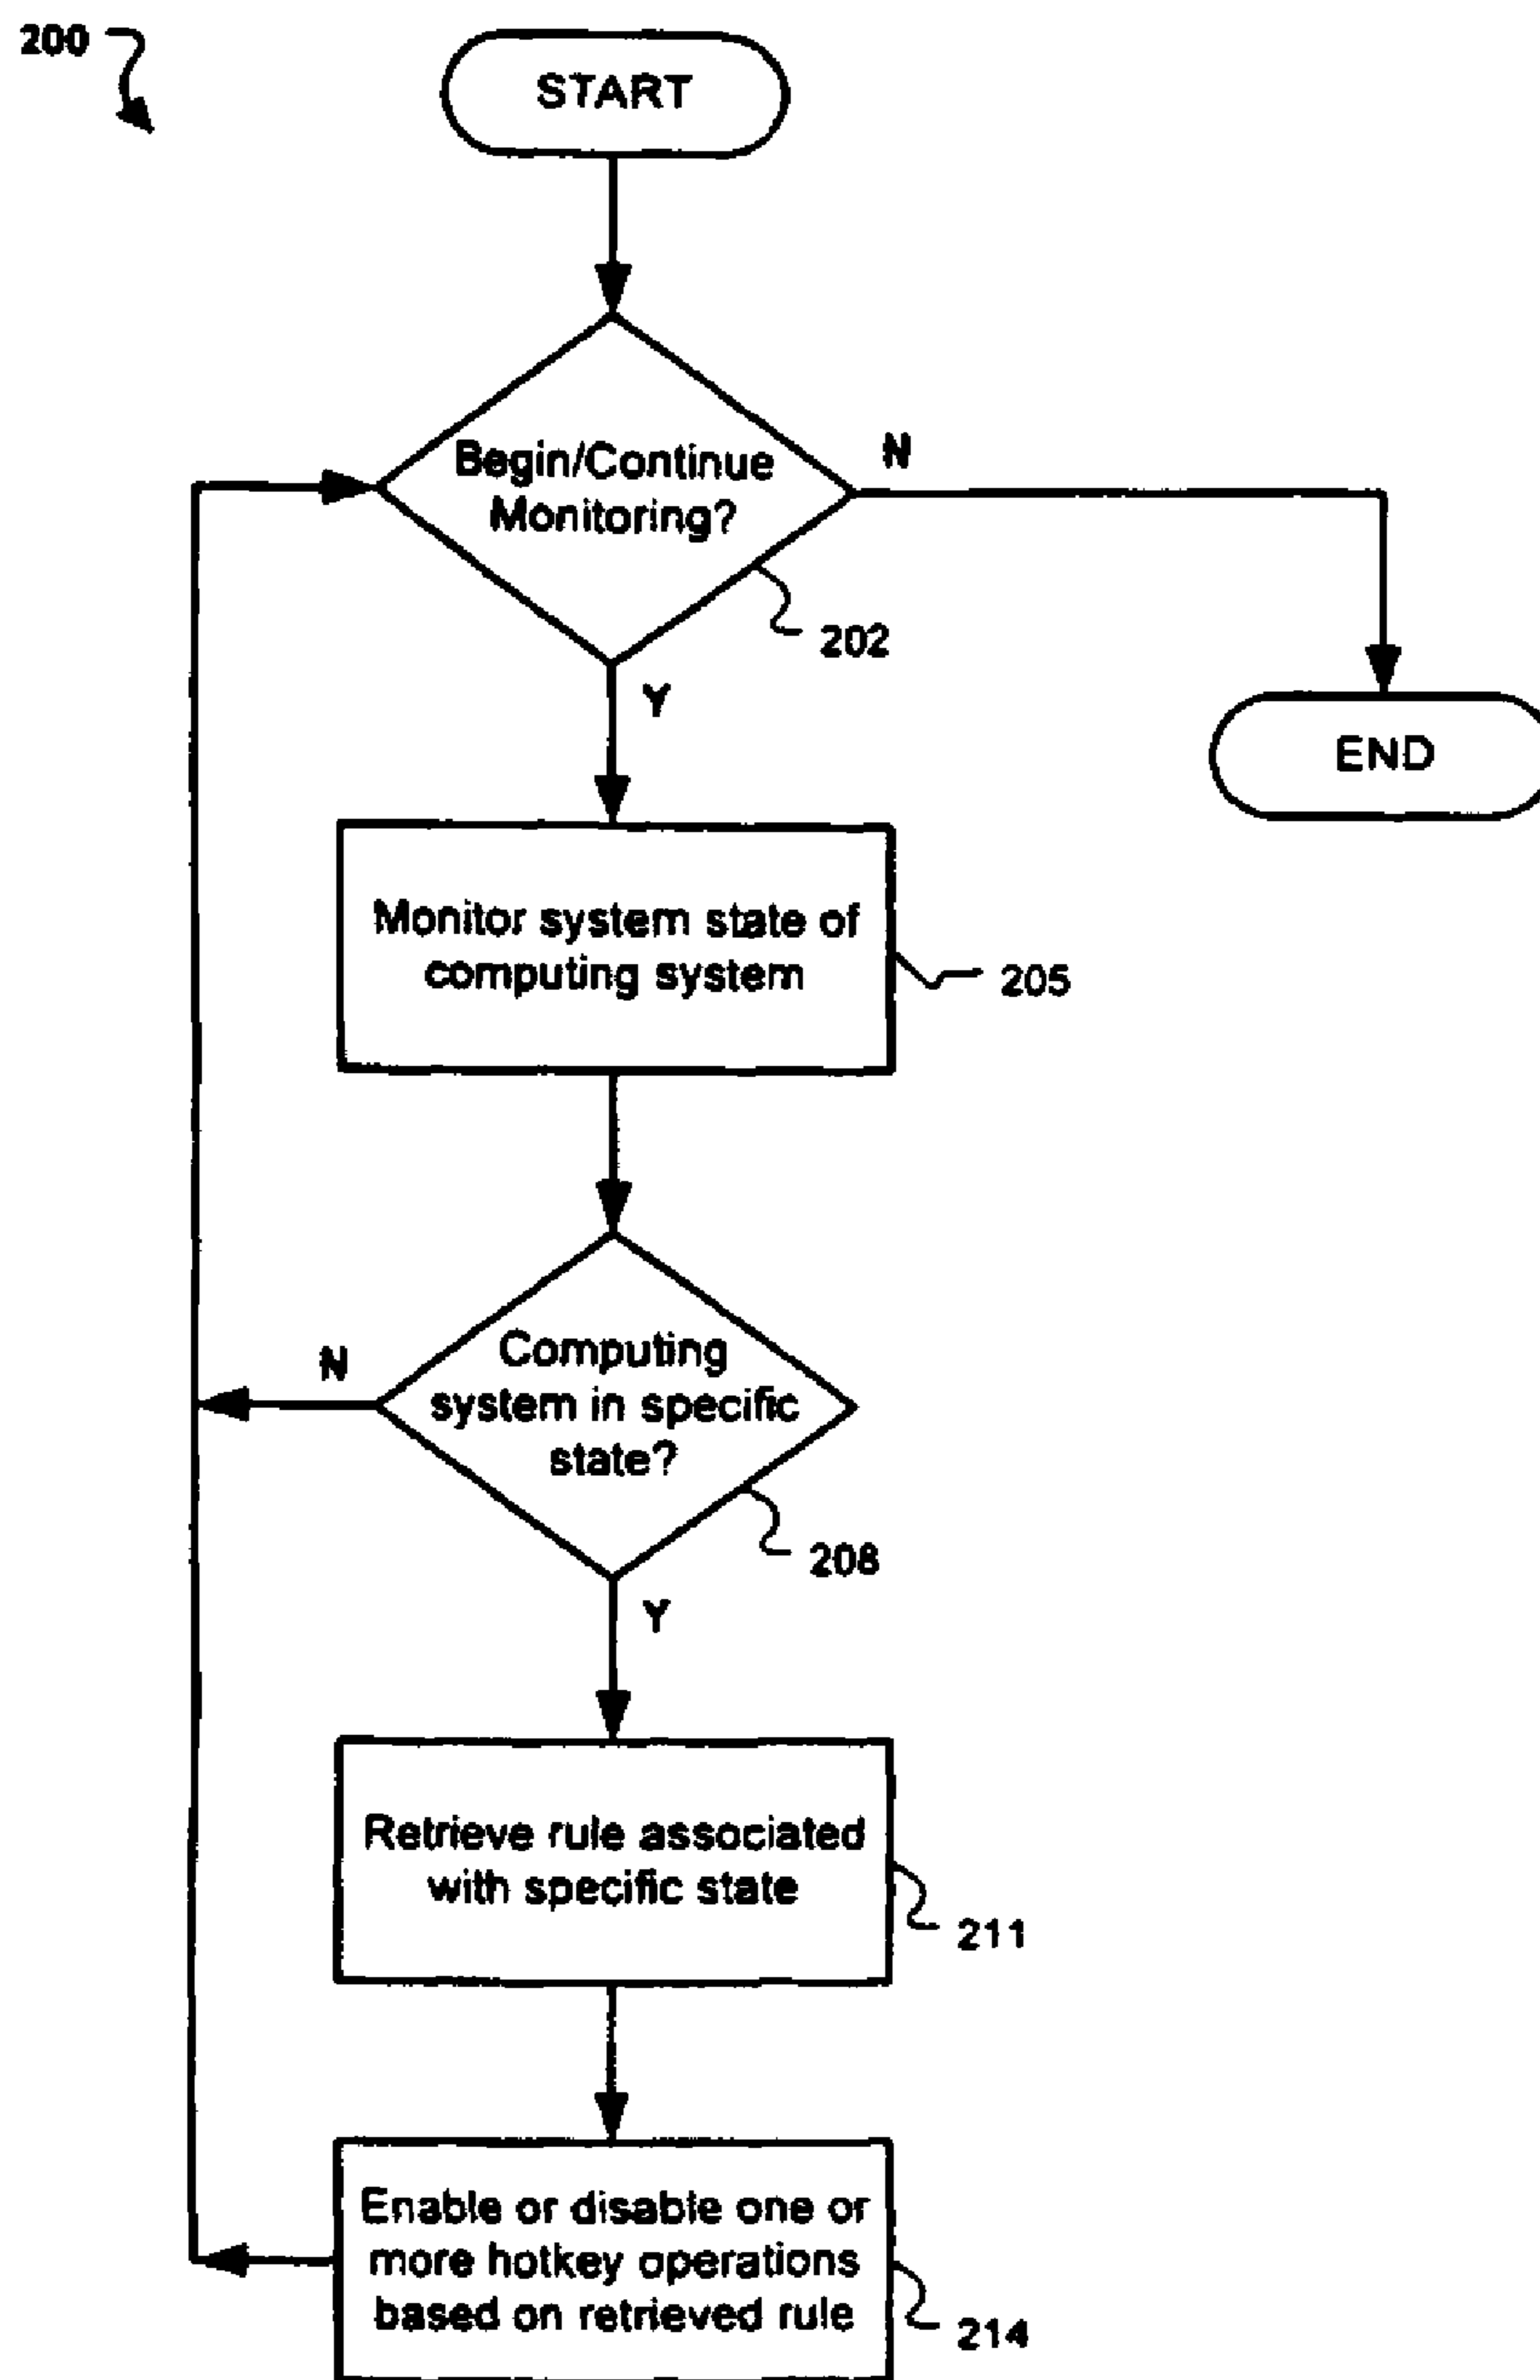 200
START
Begin/Continue
Monitoring?
N
202
Y
END
Monitor system state of
computing system
205
Computing
system in specific
state?
N
208
Y
Retrieve rule associated
with specific state
211
Enable or disable one or
more hotkey operations
based on retrieved rule
214